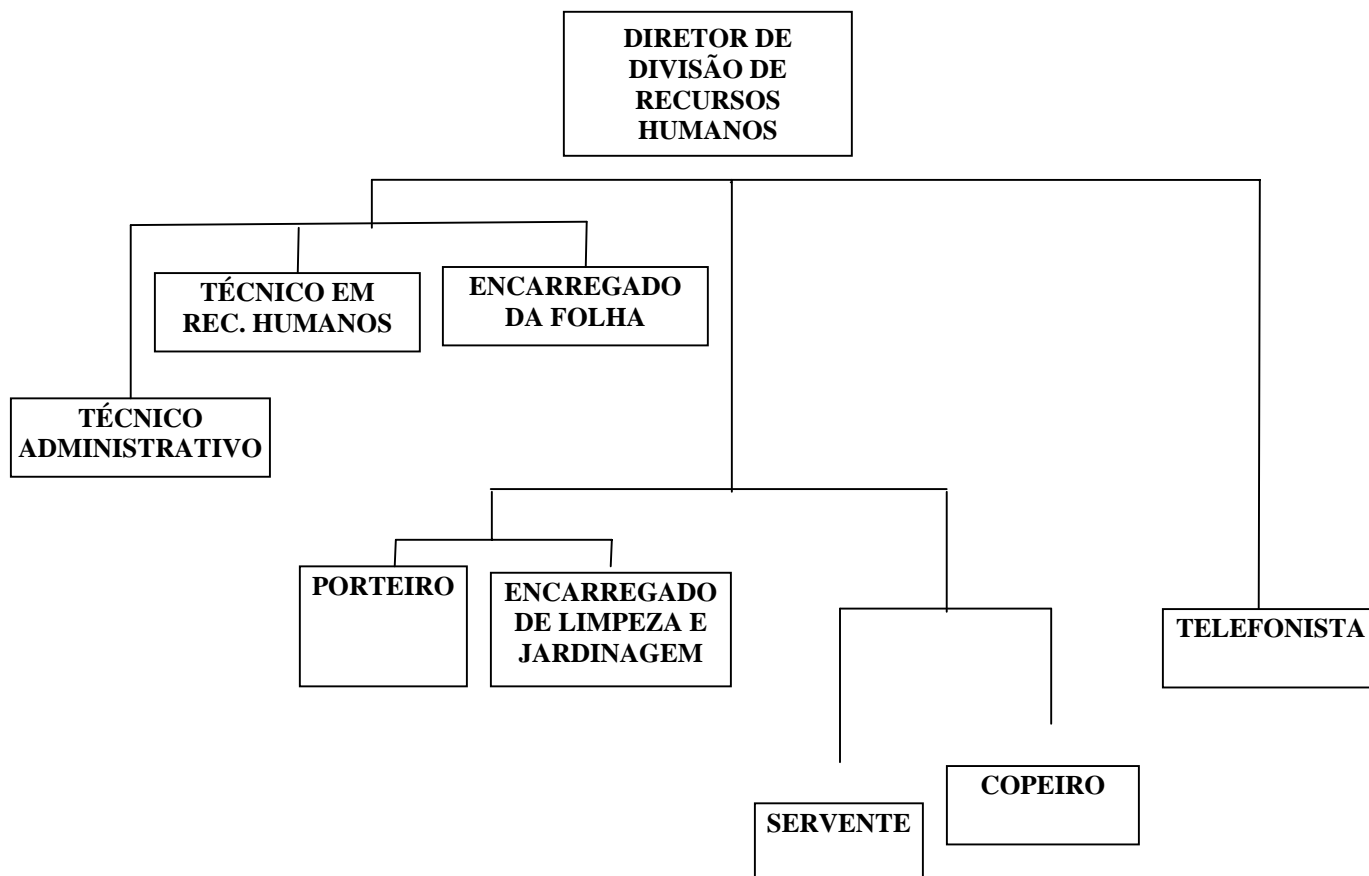 DIRETOR DE
DIVISÃO DE
RECURSOS
HUMANOS
TÉCNICO EM
REC. HUMANOS
ENCARREGADO
DA FOLHA
TÉCNICO
ADMINISTRATIVO
PORTEIRO
ENCARREGADO
DE LIMPEZA E
JARDINAGEM
TELEFONISTA
COPEIRO
SERVENTE